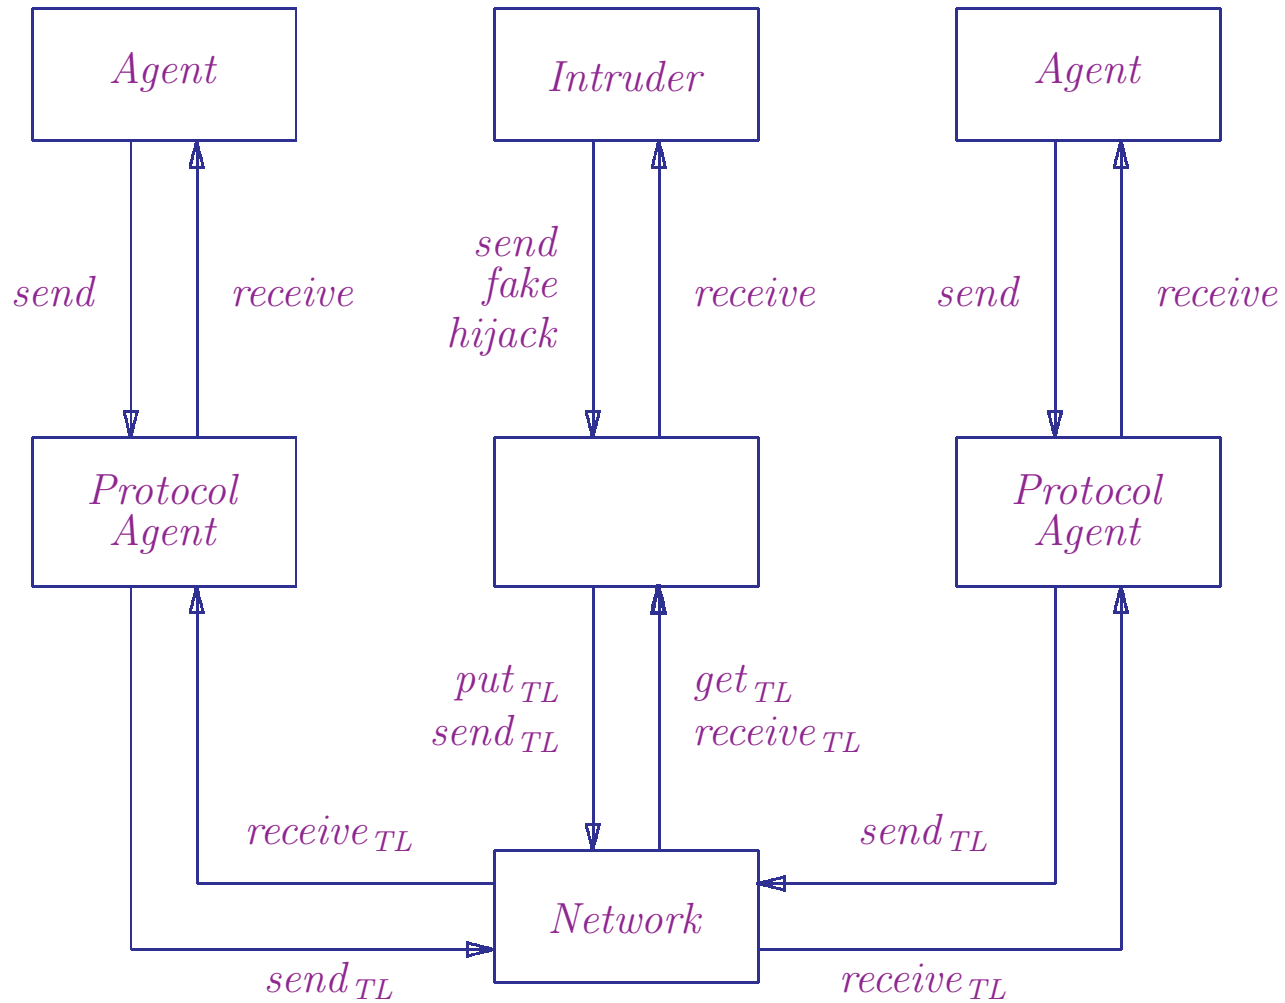 Agent
Intruder
Agent
send
receive
send
fake
hijack
receive
send
receive
Protocol
Agent
Protocol
Agent
put TL
send TL
get TL
receive TL
receive TL
send TL
Network
send TL
receive TL